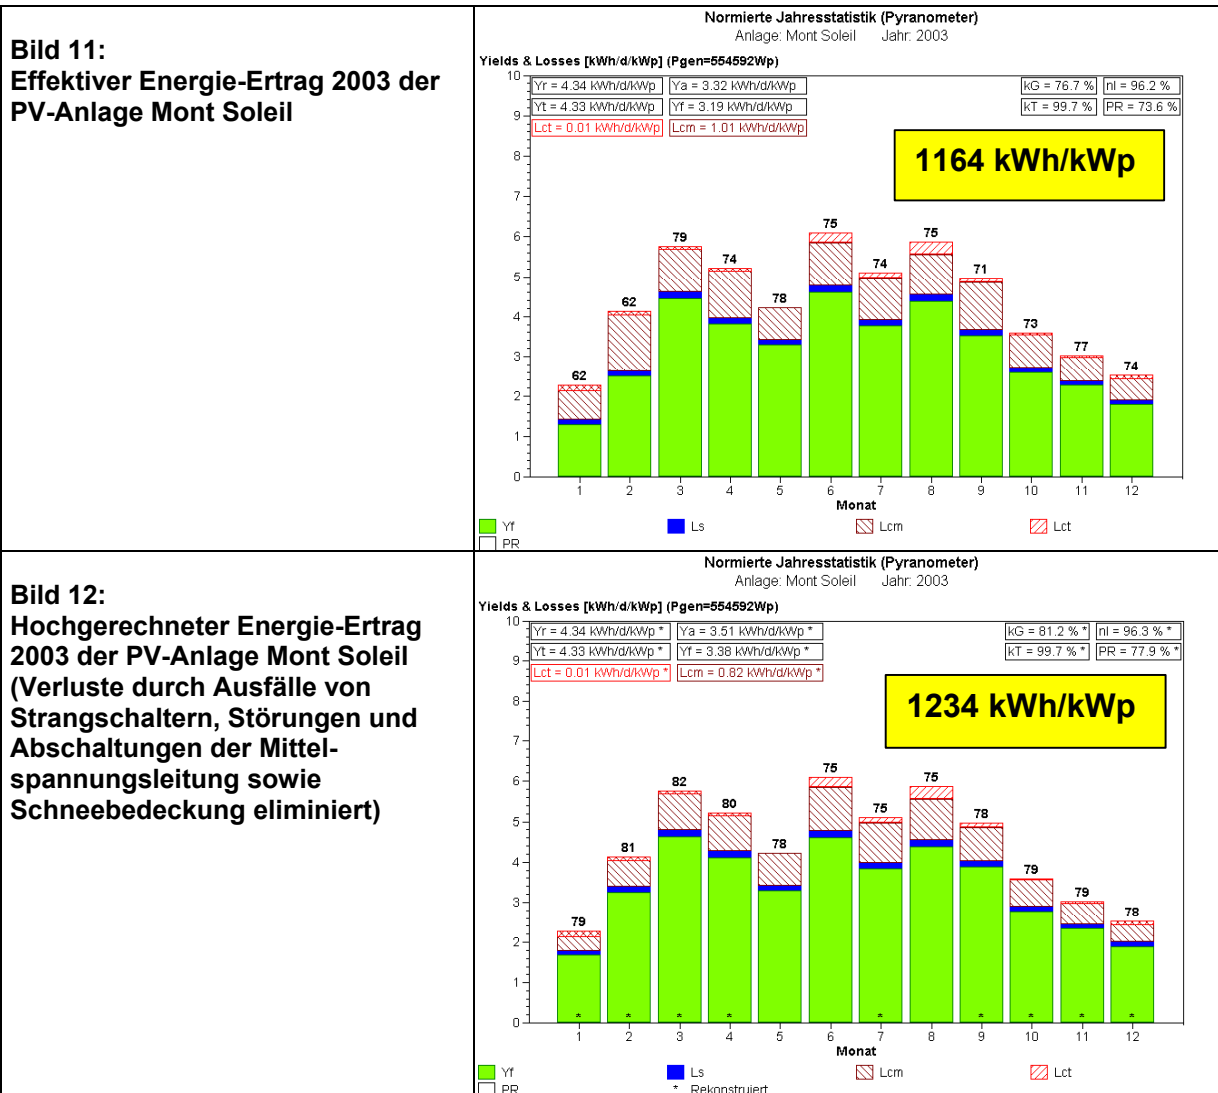 Bild 11:
Effektiver Energie-Ertrag 2003 der
PV-Anlage Mont Soleil
Normierte Jahresstatistik (Pyranometer)
Anlage: Mont Soleil Jahr: 2003
Yields & Losses [kWh/d/kWp] (Pgen=554592Wp)
Yr = 4.34 kWh/d/kWp Ya = 3.32 kWh/d/kWp kG = 76.7 % nI = 96.2 %
Yt = 4.33 kWh/d/kWp Yf = 3.19 kWh/d/kWp kT = 99.7 % PR = 73.6 %
Lct = 0.01 kWh/d/kWp Lcm = 1.01 kWh/d/kWp
1164 kWh/kWp
10
9
8
7
6
5
4
3
2
1
0
62 62 79 74 78 75 74 75 71 73 77 74
1 2 3 4 5 6 7 8 9 10 11 12
Monat
Yf Ls Lcm Lct
PR
Bild 12:
Hochgerechneter Energie-Ertrag
2003 der PV-Anlage Mont Soleil
(Verluste durch Ausfälle von
Strangschaltern, Störungen und
Abschaltungen der Mittel-
spannungsleitung sowie
Schneebedeckung eliminiert)
Normierte Jahresstatistik (Pyranometer)
Anlage: Mont Soleil Jahr: 2003
Yields & Losses [kWh/d/kWp] (Pgen=554592Wp)
Yr = 4.34 kWh/d/kWp * Ya = 3.51 kWh/d/kWp * kG = 81.2 % * nI = 96.3 % *
Yt = 4.33 kWh/d/kWp * Yf = 3.38 kWh/d/kWp * kT = 99.7 % * PR = 77.9 % *
Lct = 0.01 kWh/d/kWp * Lcm = 0.82 kWh/d/kWp *
1234 kWh/kWp
10
9
8
7
6
5
4
3
2
1
0
79 81 82 80 78 75 75 75 78 79 79 78
* * * * * * * * *
1 2 3 4 5 6 7 8 9 10 11 12
Monat
Yf Ls Lcm Lct
PR * Rekonstruiert